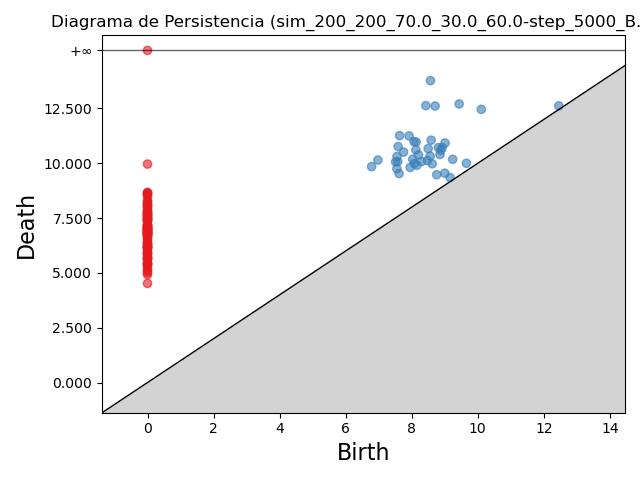 Diagrama de Persistencia (sim_200_200_70.0_30.0_60.0-step_5000_B.
+∞
12.500
10.000
7.500
5.000
2.500
0.000
Death
0 2 4 6 8 10 12 14
Birth